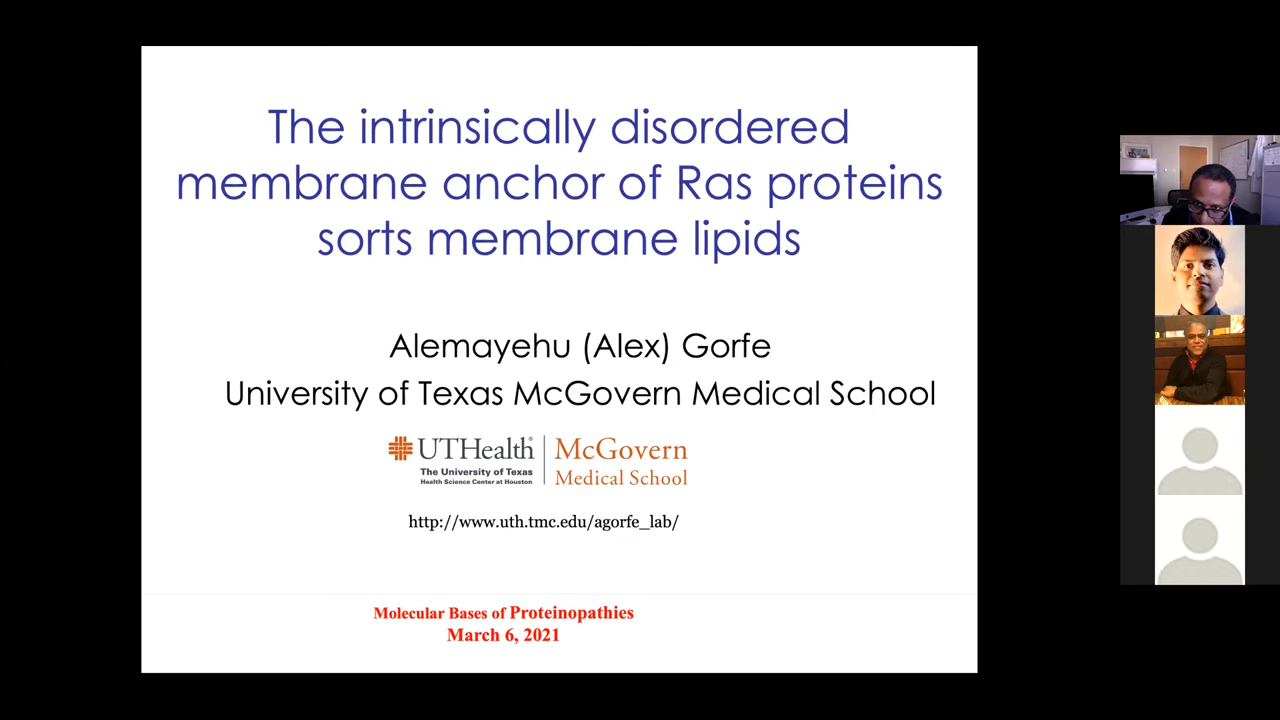 The intrinsically disordered
membrane anchor of Ras proteins
sorts membrane lipids
Alemayehu (Alex) Gorfe
University of Texas McGovern Medical School
UTHealth®
The University of Texas
Health Science Center at Houston
McGovern
Medical School
http://www.uth.tmc.edu/agorfe_lab/
Molecular Bases of Proteinopathies
March 6, 2021